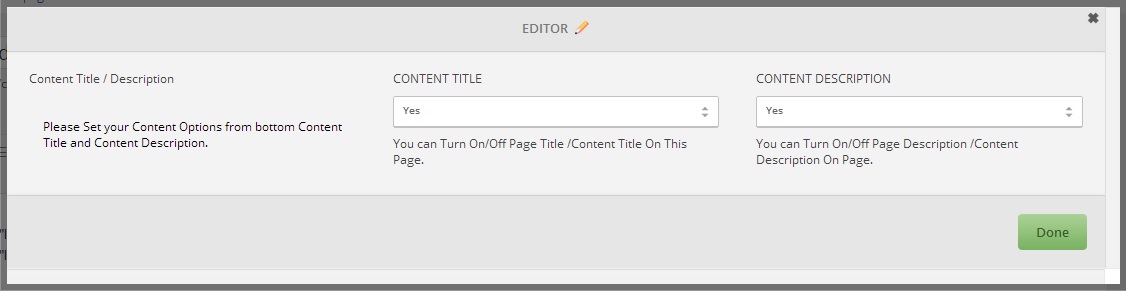 EDITOR
Content Title / Description
Please Set your Content Options from bottom Content
Title and Content Description.
CONTENT TITLE
Yes
You can Turn On/Off Page Title /Content Title On This
Page.
CONTENT DESCRIPTION
Yes
You can Turn On/Off Page Description /Content
Description On Page.
Done